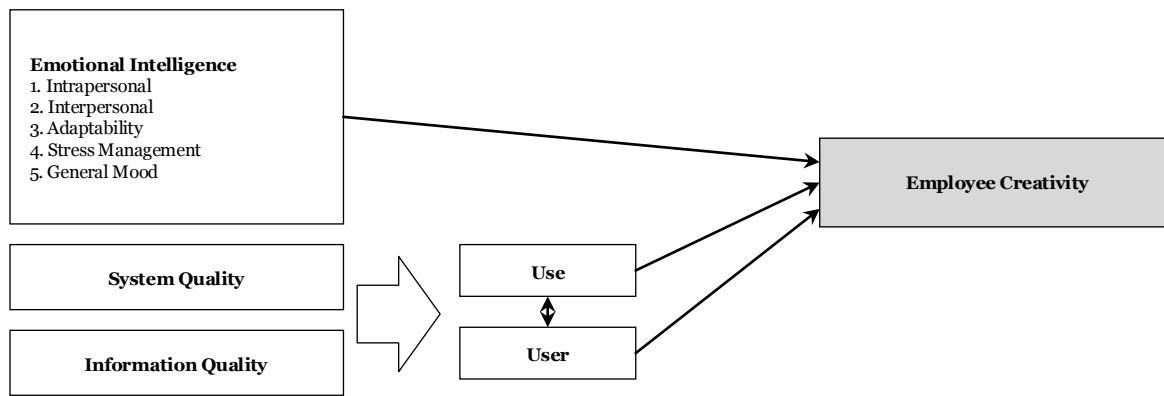 Emotional Intelligence
1. Intrapersonal
2. Interpersonal
3. Adaptability
4. Stress Management
5. General Mood
Employee Creativity
System Quality
Use
Information Quality
User